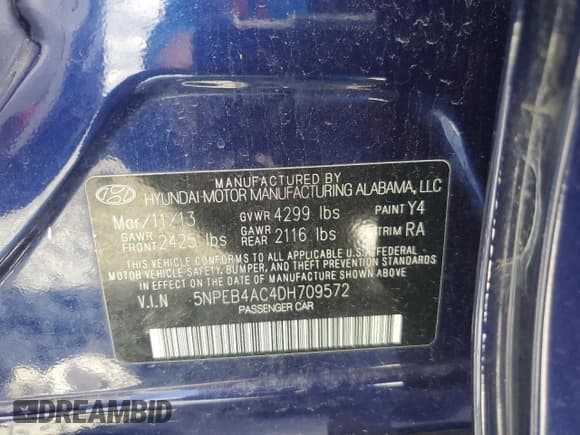 MANUFACTURED BY
HYUNDAI MOTOR MANUFACTURING ALABAMA, LLC
Mar/11/13 GVWR 4299 lbs PAINT Y4
GAWR FRONT 2425 lbs GAWR REAR 2116 lbs TRIM RA
THIS VEHICLE CONFORMS TO ALL APPLICABLE U.S.A. FEDERAL
MOTOR VEHICLE SAFETY, BUMPER, AND THEFT PREVENTION STANDARDS
IN EFFECT ON THE DATE OF MANUFACTURE SHOWN ABOVE.
V.I.N 5NPEB4AC4DH709572
PASSENGER CAR
DREAMBID